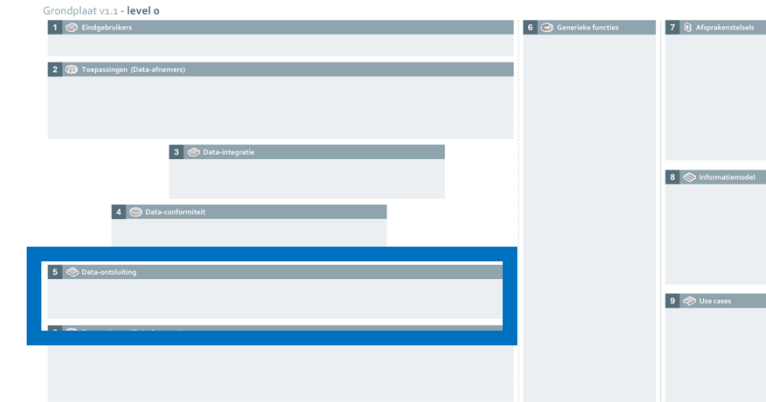 Grondplaat v1.1 - level 0
1 Eindgebruikers
2 Toepassingen (Data-afnemers)
3 Data-integratie
4 Data-conformiteit
5 Data-ontsluiting
6 Generieke functies
7 Afsprakenstelsels
8 Informatiemodel
9 Use cases